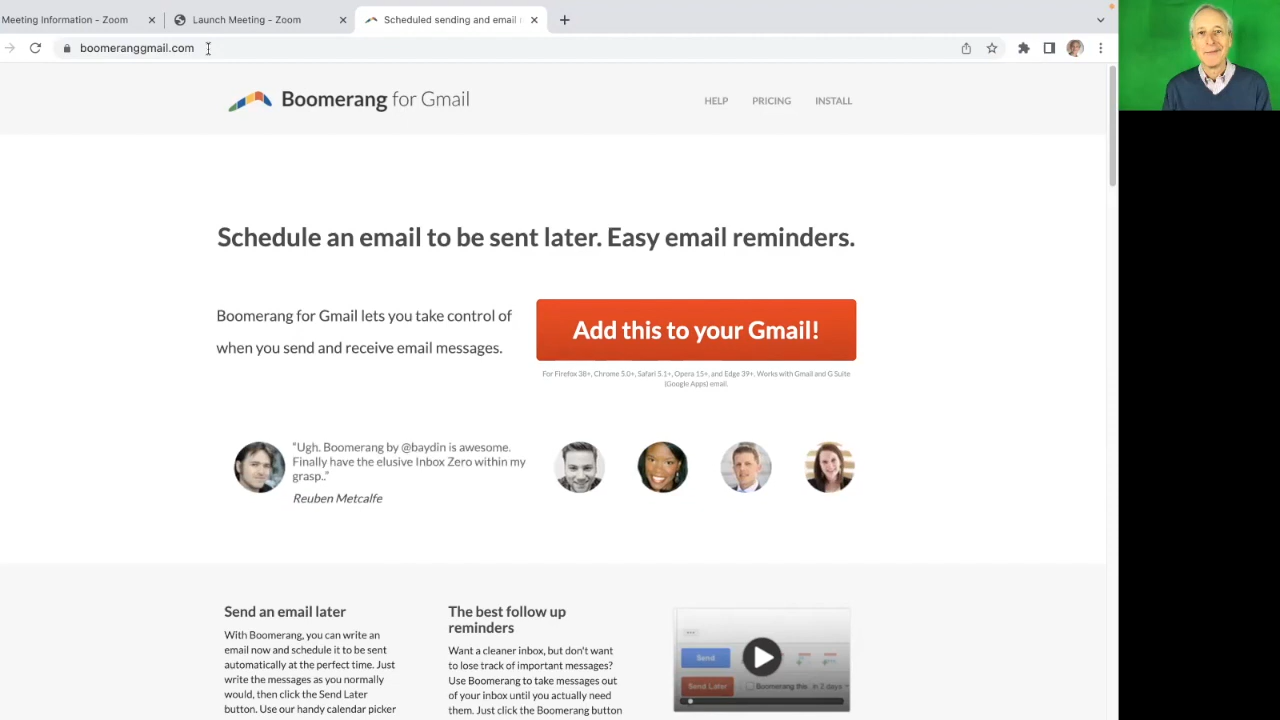 Meeting Information - Zoom
Launch Meeting - Zoom
Scheduled sending and email r
boomeranggmail.com
Boomerang for Gmail
HELP PRICING INSTALL
Schedule an email to be sent later. Easy email reminders.
Boomerang for Gmail lets you take control of
when you send and receive email messages.
Add this to your Gmail!
For Firefox 38+, Chrome 5.0+, Safari 5.1+, Opera 15+, and Edge 39+. Works with Gmail and G Suite
(Google Apps) email.
"Ugh. Boomerang by @baydin is awesome.
Finally have the elusive Inbox Zero within my
grasp.."
Reuben Metcalfe
Send an email later
With Boomerang, you can write an
email now and schedule it to be sent
automatically at the perfect time. Just
write the messages as you normally
would, then click the Send Later
button. Use our handy calendar picker
The best follow up
reminders
Want a cleaner inbox, but don't want
to lose track of important messages?
Use Boomerang to take messages out
of your inbox until you actually need
them. Just click the Boomerang button
Send
Send Later
Boomerang this in 2 days